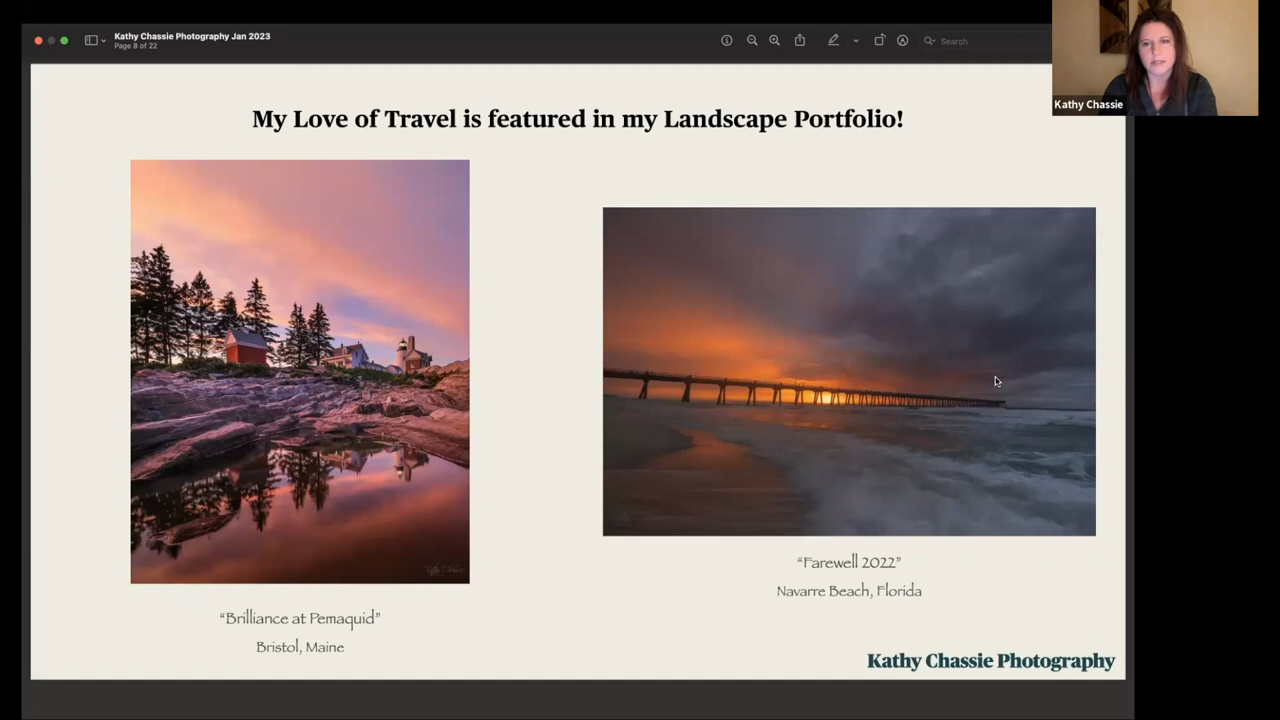 Kathy Chassie Photography Jan 2023
Page 8 of 22
Search
Kathy Chassie
My Love of Travel is featured in my Landscape Portfolio!
“Farewell 2022”
Navarre Beach, Florida
“Brilliance at Pemaquid”
Bristol, Maine
Kathy Chassie Photography